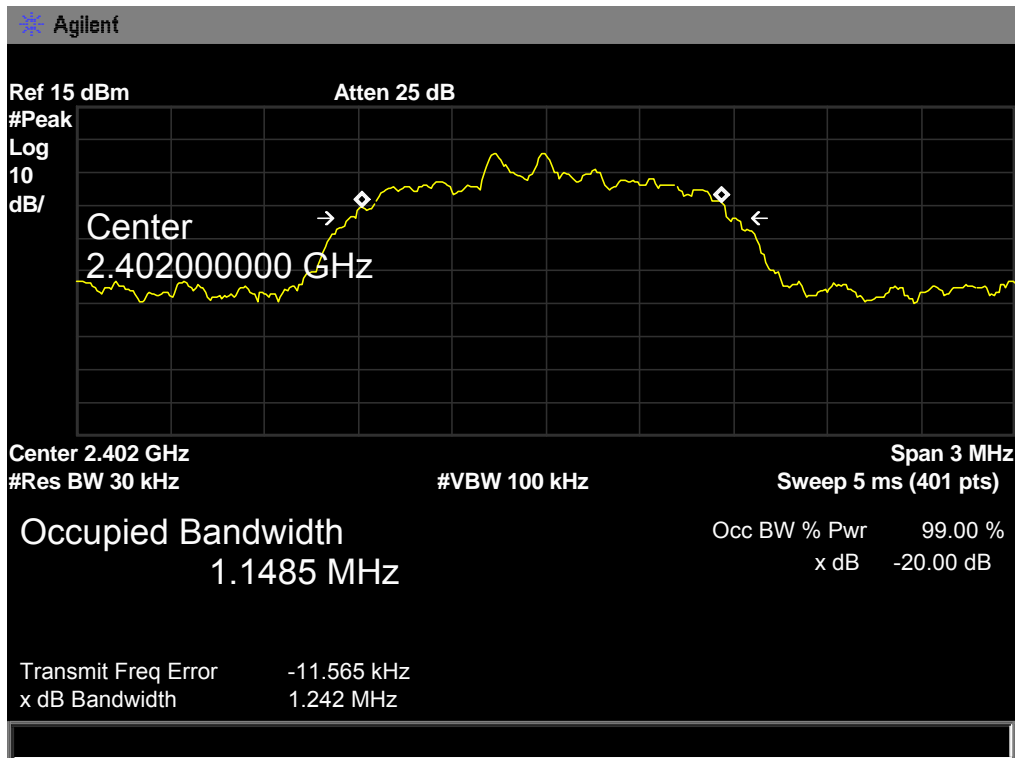 Agilent
Ref 15 dBm Atten 25 dB
#Peak
Log
10
dB/
Center
2.402000000 GHz
Center 2.402 GHz Span 3 MHz
#Res BW 30 kHz #VBW 100 kHz Sweep 5 ms (401 pts)
Occupied Bandwidth Occ BW % Pwr 99.00 %
1.1485 MHz x dB -20.00 dB
Transmit Freq Error -11.565 kHz
x dB Bandwidth 1.242 MHz